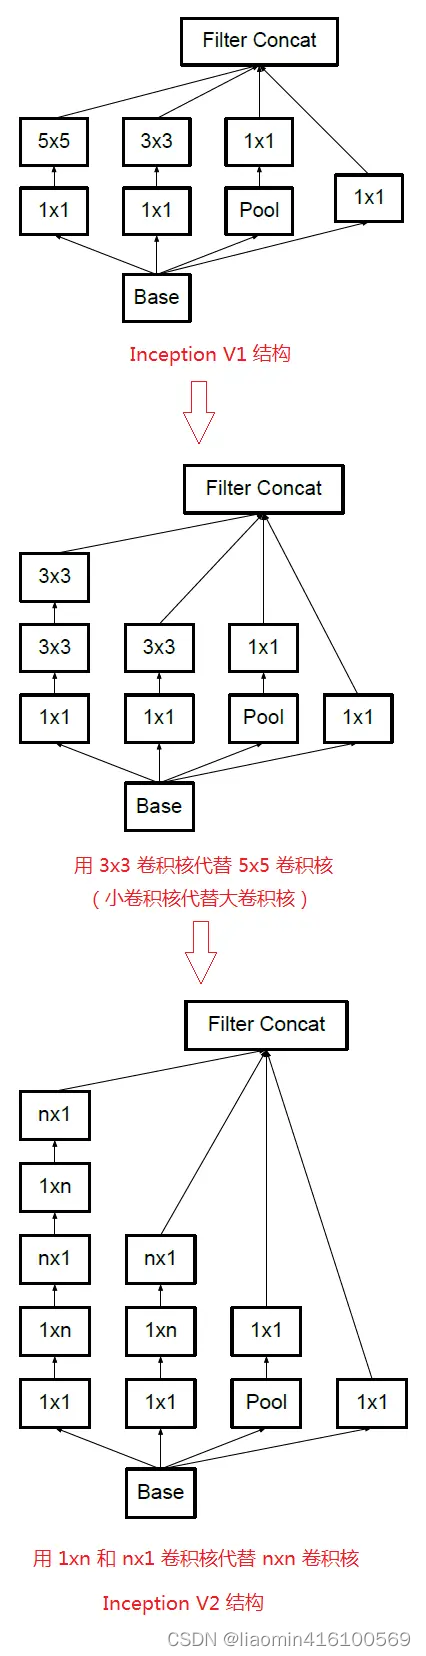 Filter Concat
5x5 3x3 1x1
1x1 1x1 Pool 1x1
Base
Inception V1 结构
Filter Concat
3x3
3x3 3x3 1x1
1x1 1x1 Pool 1x1
Base
用 3x3 卷积核代替 5x5 卷积核
（小卷积核代替大卷积核）
Filter Concat
nx1
1xn
nx1 nx1
1xn 1xn 1x1
1x1 1x1 Pool 1x1
Base
用 1xn 和 nx1 卷积核代替 nxn 卷积核
Inception V2 结构
CSDN @liaomin416100569